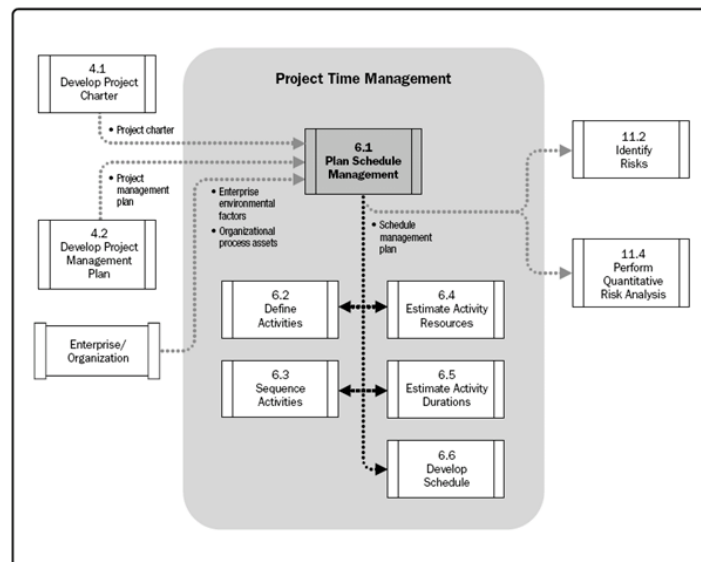 Project Time Management
4.1
Develop Project
Charter
• Project charter
6.1
Plan Schedule
Management
11.2
Identify
Risks
• Project
management
plan
• Enterprise
environmental
factors
• Organizational
process assets
• Schedule
management
plan
4.2
Develop Project
Management
Plan
11.4
Perform
Quantitative
Risk Analysis
6.2
Define
Activities
6.4
Estimate Activity
Resources
Enterprise/
Organization
6.3
Sequence
Activities
6.5
Estimate Activity
Durations
6.6
Develop
Schedule